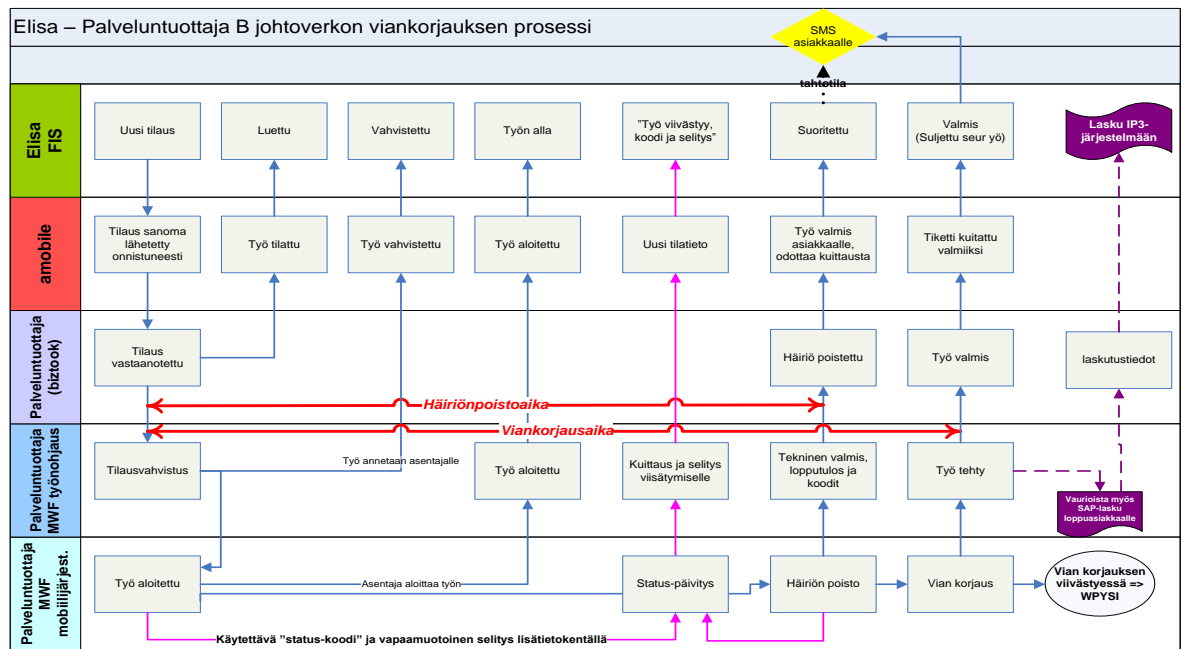 Elisa – Palveluntuottaja B johtoverkon viankorjauksen prosessi
SMS
asiakkaalle
tahtotila
Elisa
FIS
Uusi tilaus
Luettu
Vahvistettu
Työn alla
”Työ viivästyy,
koodi ja selitys”
Suoritettu
Valmis
(Suljettu seur yö)
Lasku IP3-
järjestelmään
amobile
Tilaus sanoma
lähetetty
onnistuneesti
Työ tilattu
Työ vahvistettu
Työ aloitettu
Uusi tilatieto
Työ valmis
asiakkaalle,
odottaa kuittausta
Tiketti kuitattu
valmiiksi
Palveluntuottaja
(biztook)
Tilaus
vastaanotettu
Häiriö poistettu
Työ valmis
laskutustiedot
Häiriönpoistoaika
Viankorjausaika
Palveluntuottaja
MWF työnohjaus
Tilausvahvistus
Työ annetaan asentajalle
Työ aloitettu
Kuittaus ja selitys
viisätymiselle
Tekninen valmis,
lopputulos ja
koodit
Työ tehty
Vaurioista myös
SAP-lasku
loppuasiakkaalle
Palveluntuottaja
MWF
mobiilijärjest.
Työ aloitettu
Asentaja aloittaa työn
Status-päivitys
Häiriön poisto
Vian korjaus
Vian korjauksen
viivästyessä =>
WPYSI
Käytettävä ”status-koodi” ja vapaamuotoinen selitys lisätietokentällä